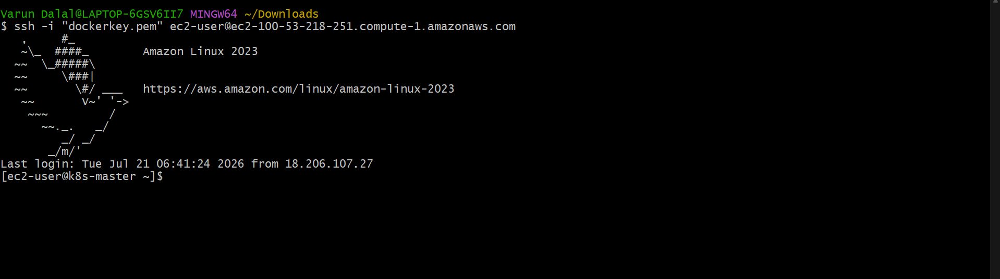 Varun Dalal@LAPTOP-6GSV6II7 MINGW64 ~/Downloads
$ ssh -i "dockerkey.pem" ec2-user@ec2-100-53-218-251.compute-1.amazonaws.com
   ,     #_
   ~\_  ####_        Amazon Linux 2023
  ~~  \_#####\
  ~~     \###|
  ~~       \#/ ___   https://aws.amazon.com/linux/amazon-linux-2023
   ~~       V~' '->
    ~~~         /
      ~~._.   _/
         _/ _/
       _/m/'
Last login: Tue Jul 21 06:41:24 2026 from 18.206.107.27
[ec2-user@k8s-master ~]$